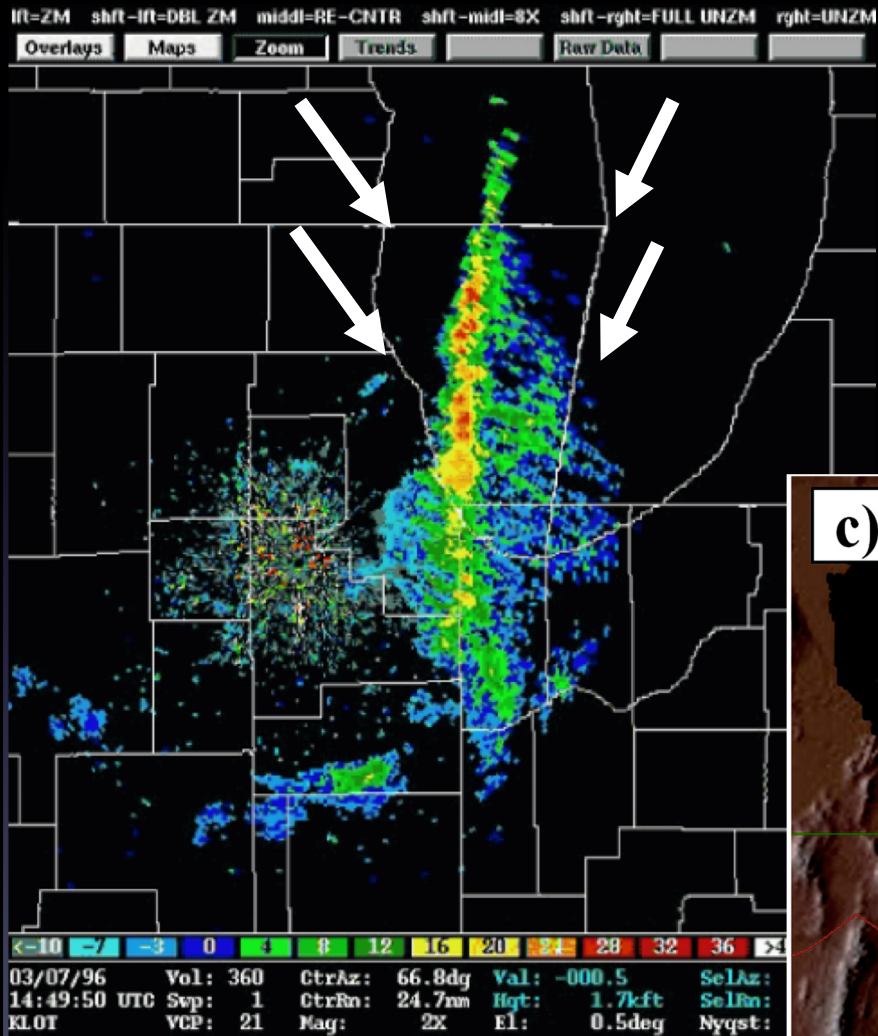 lft=ZM shft-lft=DBL ZM middl=RE-CNTR shft-midl=8X shft-rght=FULL UNZM rght=UNZM
Overlays Maps Zoom Trends Raw Data
c)
<-10 -7 -3 0 4 8 12 16 20 24 28 32 36 >4
03/07/96 Vol: 360 CtrAz: 66.8dg Val: -000.5 SelAz:
14:49:50 UTC Swp: 1 CtrRn: 24.7nm Hgt: 1.7kft SelRn:
KLOT VCP: 21 Mag: 2X El: 0.5deg Nyqst: